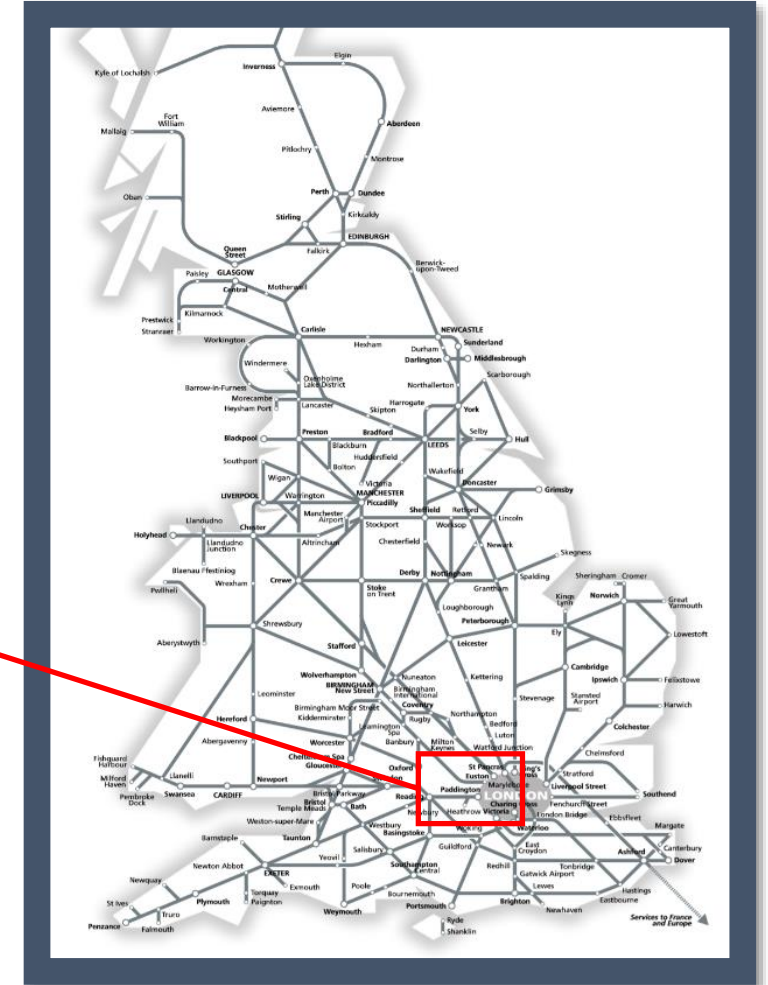 Elgin
Inverness
Kyle of Lochalsh
Aviemore
Fort
William
Aberdeen
Mallaig
Pitlochry
Montrose
Perth
Dundee
Oban
Stirling
Kirkcaldy
EDINBURGH
Queen
Street
Falkirk
Berwick-
upon-Tweed
Paisley
GLASGOW
Central
Motherwell
Kilmarnock
Prestwick
Stranraer
Carlisle
NEWCASTLE
Workington
Hexham
Durham
Sunderland
Darlington
Middlesbrough
Windermere
Scarborough
Oxenholme
Lake District
Northallerton
Barrow-in-Furness
Morecambe
Heysham Port
Lancaster
Harrogate
Skipton
York
Blackpool
Preston
Bradford
Selby
Hull
Blackburn
LEEDS
Huddersfield
Southport
Bolton
Wakefield
Wigan
Victoria
Doncaster
LIVERPOOL
Warrington
MANCHESTER
Piccadilly
Grimsby
Manchester
Airport
Sheffield
Retford
Lincoln
Llandudno
Chester
Stockport
Worksop
Holyhead
Llandudno
Junction
Altrincham
Chesterfield
Newark
Skegness
Blaenau Ffestiniog
Derby
Nottingham
Spalding
Sheringham
Cromer
Pwllheli
Wrexham
Crewe
Stoke
on Trent
Grantham
Kings
Lynn
Norwich
Great
Yarmouth
Loughborough
Shrewsbury
Peterborough
Ely
Lowestoft
Aberystwyth
Stafford
Leicester
Wolverhampton
Nuneaton
Kettering
Cambridge
BIRMINGHAM
New Street
Birmingham
International
Ipswich
Felixstowe
Leominster
Stevenage
Stansted
Airport
Birmingham Moor Street
Coventry
Harwich
Kidderminster
Rugby
Northampton
Hereford
Leamington
Spa
Bedford
Colchester
Abergavenny
Worcester
Banbury
Milton
Keynes
Luton
Watford Junction
Chelmsford
Cheltenham Spa
Fishguard
Harbour
Gloucester
Oxford
St Pancras
King's
Cross
Euston
Stratford
Milford
Haven
Llanelli
Newport
Paddington
Marylebone
Liverpool Street
Pembroke
Dock
Swansea
CARDIFF
Bristol Parkway
Reading
LONDON
Southend
Bristol
Temple Meads
Bath
Newbury
Heathrow
Victoria
Charing Cross
Fenchurch Street
London Bridge
Ebbsfleet
Weston-super-Mare
Westbury
Basingstoke
Woking
Waterloo
Margate
Barnstaple
Taunton
Salisbury
Guildford
East
Croydon
Canterbury
Newton Abbot
Yeovil
Southampton
Central
Redhill
Tonbridge
Ashford
Dover
EXETER
Gatwick Airport
Newquay
Exmouth
Poole
Lewes
Hastings
St Ives
Plymouth
Torquay
Paignton
Bournemouth
Eastbourne
Truro
Weymouth
Portsmouth
Brighton
Newhaven
Penzance
Falmouth
Ryde
Shanklin
Services to France
and Europe